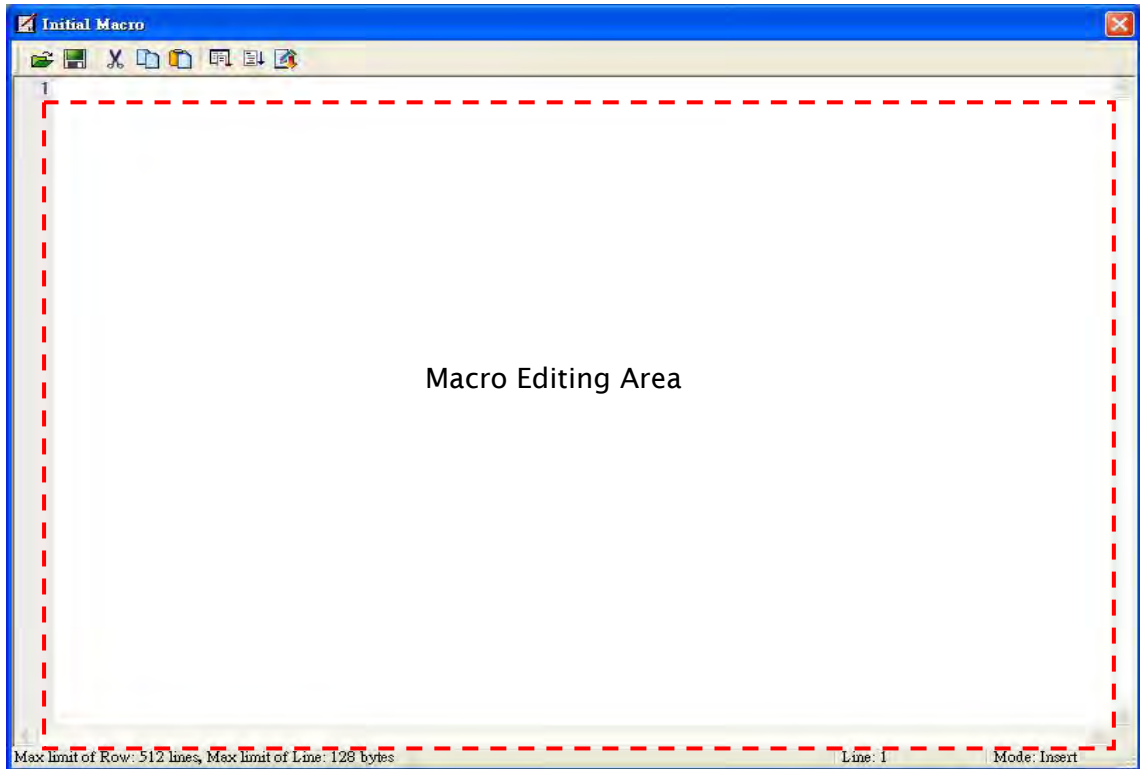 Initial Macro
1
Macro Editing Area
Max limit of Row: 512 lines, Max limit of Line: 128 bytes Line: 1 Mode: Insert